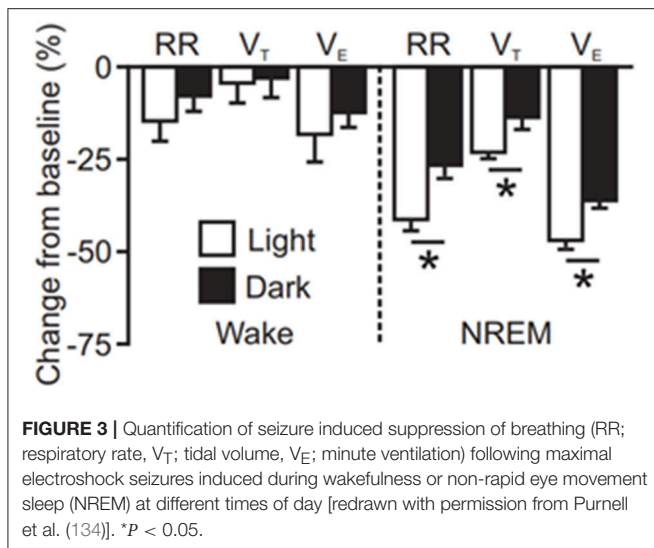 Change from baseline (%)
RR V_T V_E RR V_T V_E
0
-25
-50
-75
Light
Dark
* * *
Wake NREM
FIGURE 3 | Quantification of seizure induced suppression of breathing (RR;
respiratory rate, V_T; tidal volume, V_E; minute ventilation) following maximal
electroshock seizures induced during wakefulness or non-rapid eye movement
sleep (NREM) at different times of day [redrawn with permission from Purnell
et al. (134)]. *P < 0.05.